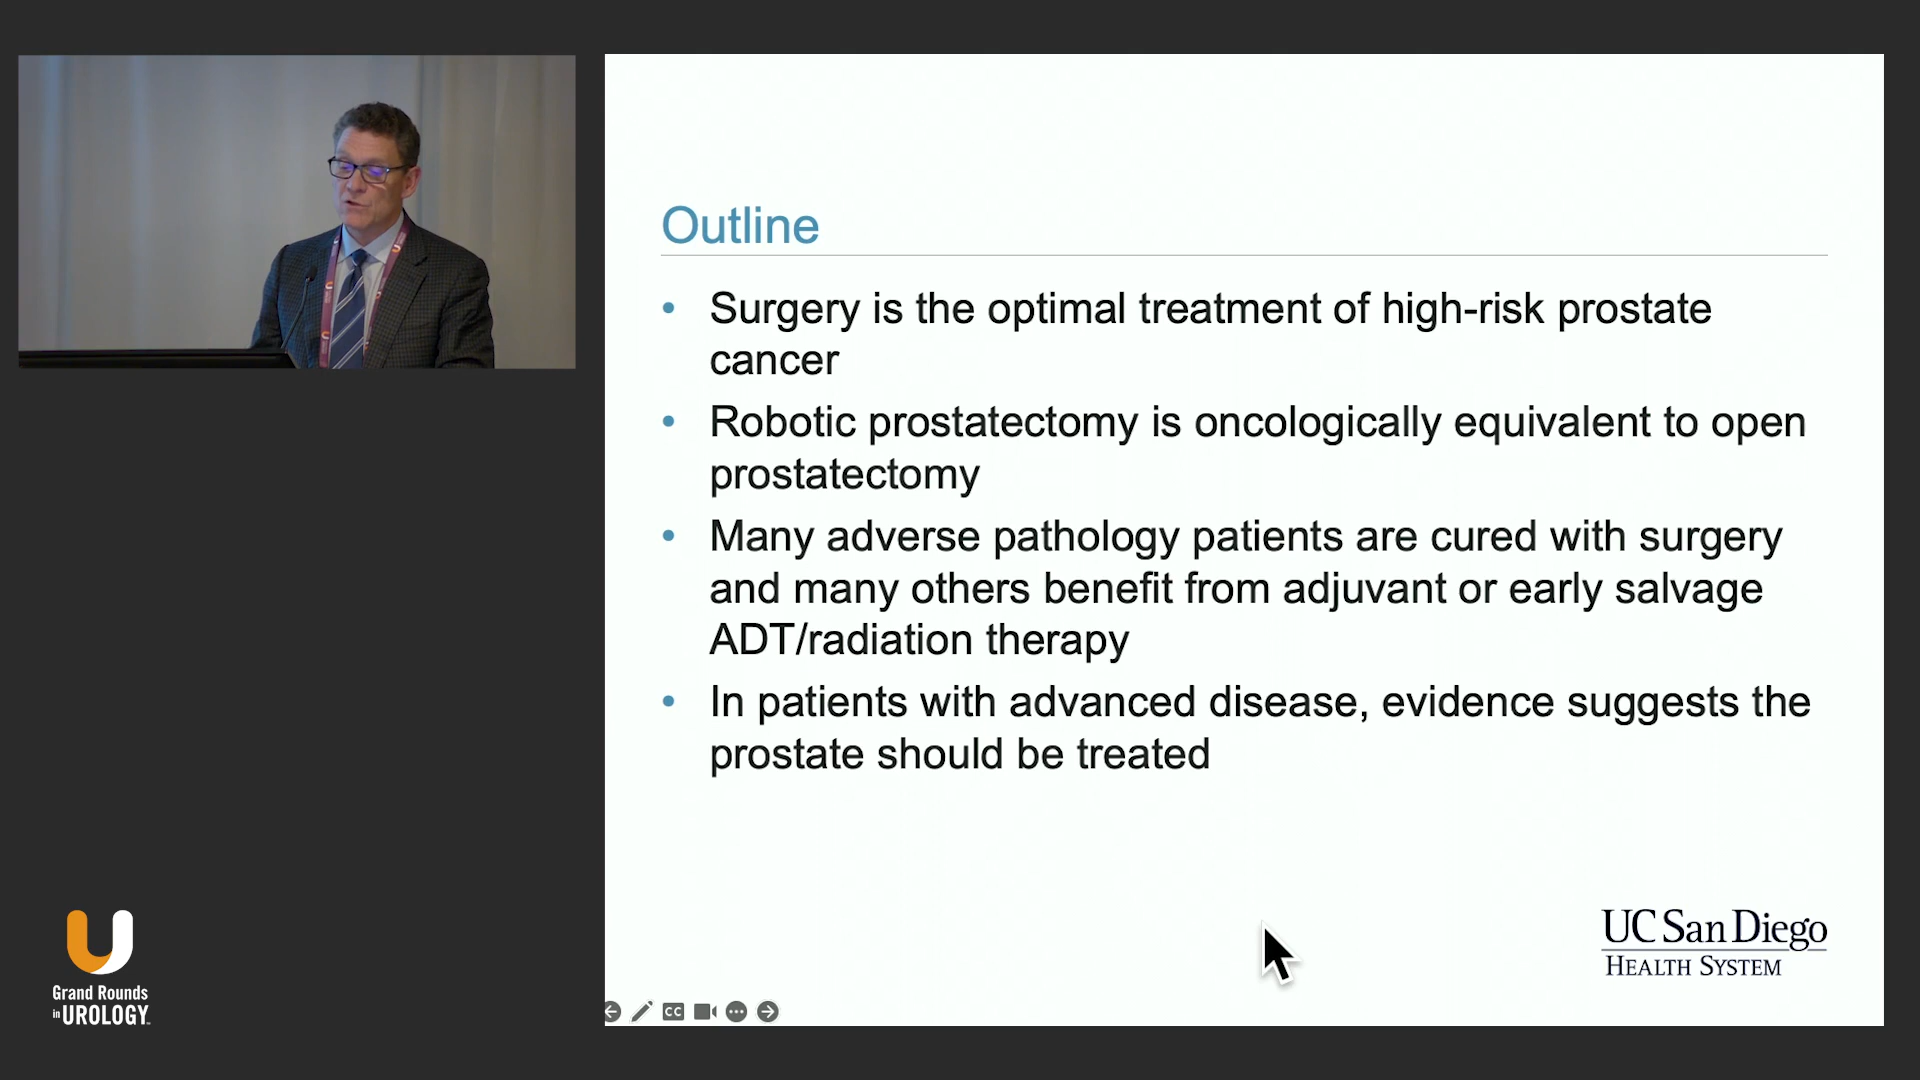 Outline
• Surgery is the optimal treatment of high-risk prostate
cancer
• Robotic prostatectomy is oncologically equivalent to open
prostatectomy
• Many adverse pathology patients are cured with surgery
and many others benefit from adjuvant or early salvage
ADT/radiation therapy
• In patients with advanced disease, evidence suggests the
prostate should be treated
UC San Diego
HEALTH SYSTEM
Grand Rounds
in UROLOGY
CC